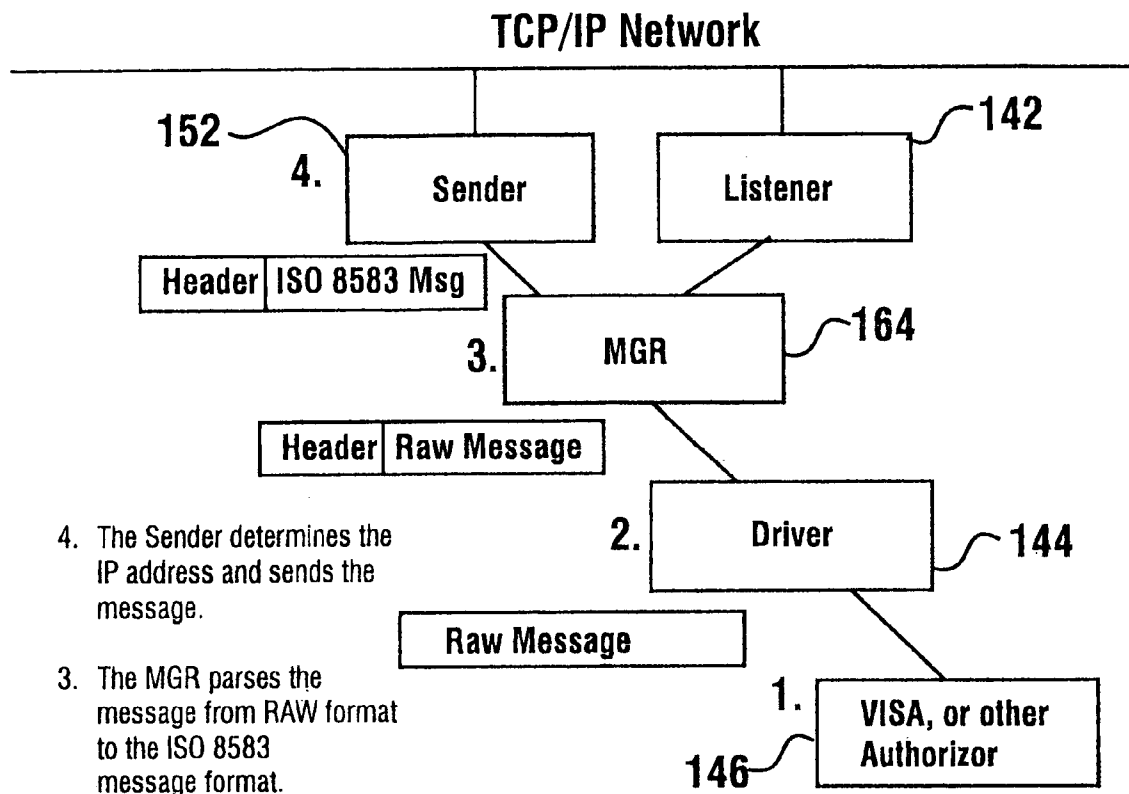 TCP/IP Network
152
142
4.
Sender
Listener
Header ISO 8583 Msg
164
3.
MGR
Header Raw Message
4. The Sender determines the
IP address and sends the
message.
2.
Driver
144
Raw Message
3. The MGR parses the
message from RAW format
to the ISO 8583
message format.
1.
VISA, or other
Authorizor
146